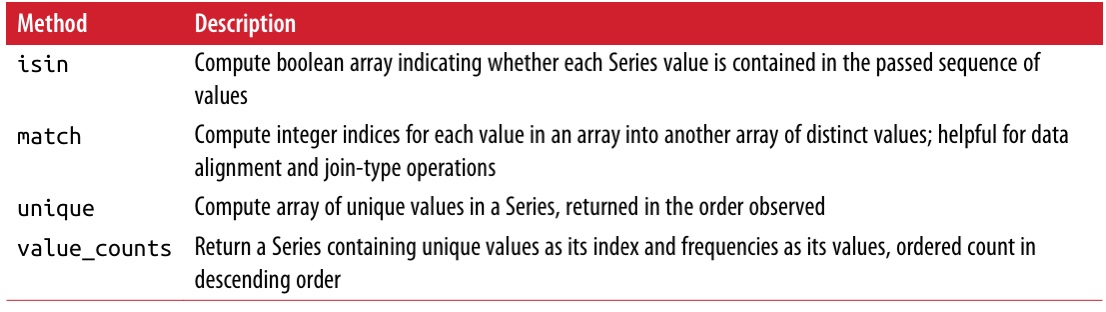 Method Description
isin Compute boolean array indicating whether each Series value is contained in the passed sequence of
values
match Compute integer indices for each value in an array into another array of distinct values; helpful for data
alignment and join-type operations
unique Compute array of unique values in a Series, returned in the order observed
value_counts Return a Series containing unique values as its index and frequencies as its values, ordered count in
descending order